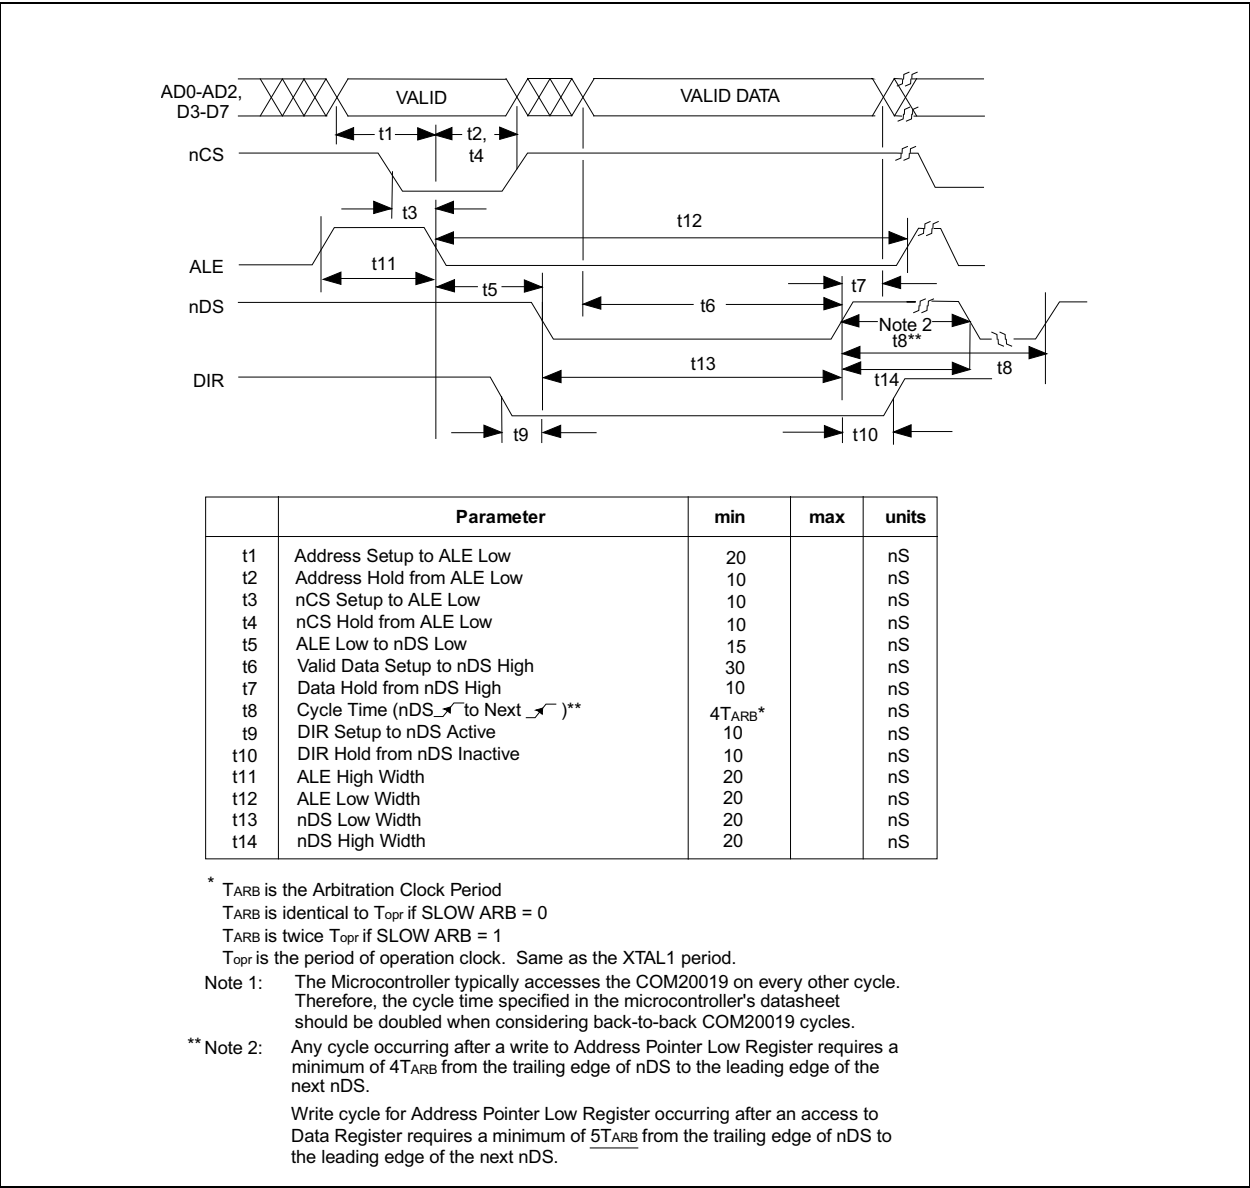 AD0-AD2,
D3-D7
VALID
VALID DATA
t1
t2,
t4
nCS
t3
t12
ALE
t11
t5
t7
nDS
t6
Note 2
t8**
t13
t8
DIR
t14
t9
t10
Parameter min max units
t1 Address Setup to ALE Low 20 nS
t2 Address Hold from ALE Low 10 nS
t3 nCS Setup to ALE Low 10 nS
t4 nCS Hold from ALE Low 10 nS
t5 ALE Low to nDS Low 15 nS
t6 Valid Data Setup to nDS High 30 nS
t7 Data Hold from nDS High 10 nS
t8 Cycle Time (nDS to Next )** 4TARB* nS
t9 DIR Setup to nDS Active 10 nS
t10 DIR Hold from nDS Inactive 10 nS
t11 ALE High Width 20 nS
t12 ALE Low Width 20 nS
t13 nDS Low Width 20 nS
t14 nDS High Width 20 nS
* TARB is the Arbitration Clock Period
TARB is identical to Topr if SLOW ARB = 0
TARB is twice Topr if SLOW ARB = 1
Topr is the period of operation clock. Same as the XTAL1 period.
Note 1: The Microcontroller typically accesses the COM20019 on every other cycle.
Therefore, the cycle time specified in the microcontroller's datasheet
should be doubled when considering back-to-back COM20019 cycles.
** Note 2: Any cycle occurring after a write to Address Pointer Low Register requires a
minimum of 4TARB from the trailing edge of nDS to the leading edge of the
next nDS.
Write cycle for Address Pointer Low Register occurring after an access to
Data Register requires a minimum of 5TARB from the trailing edge of nDS to
the leading edge of the next nDS.